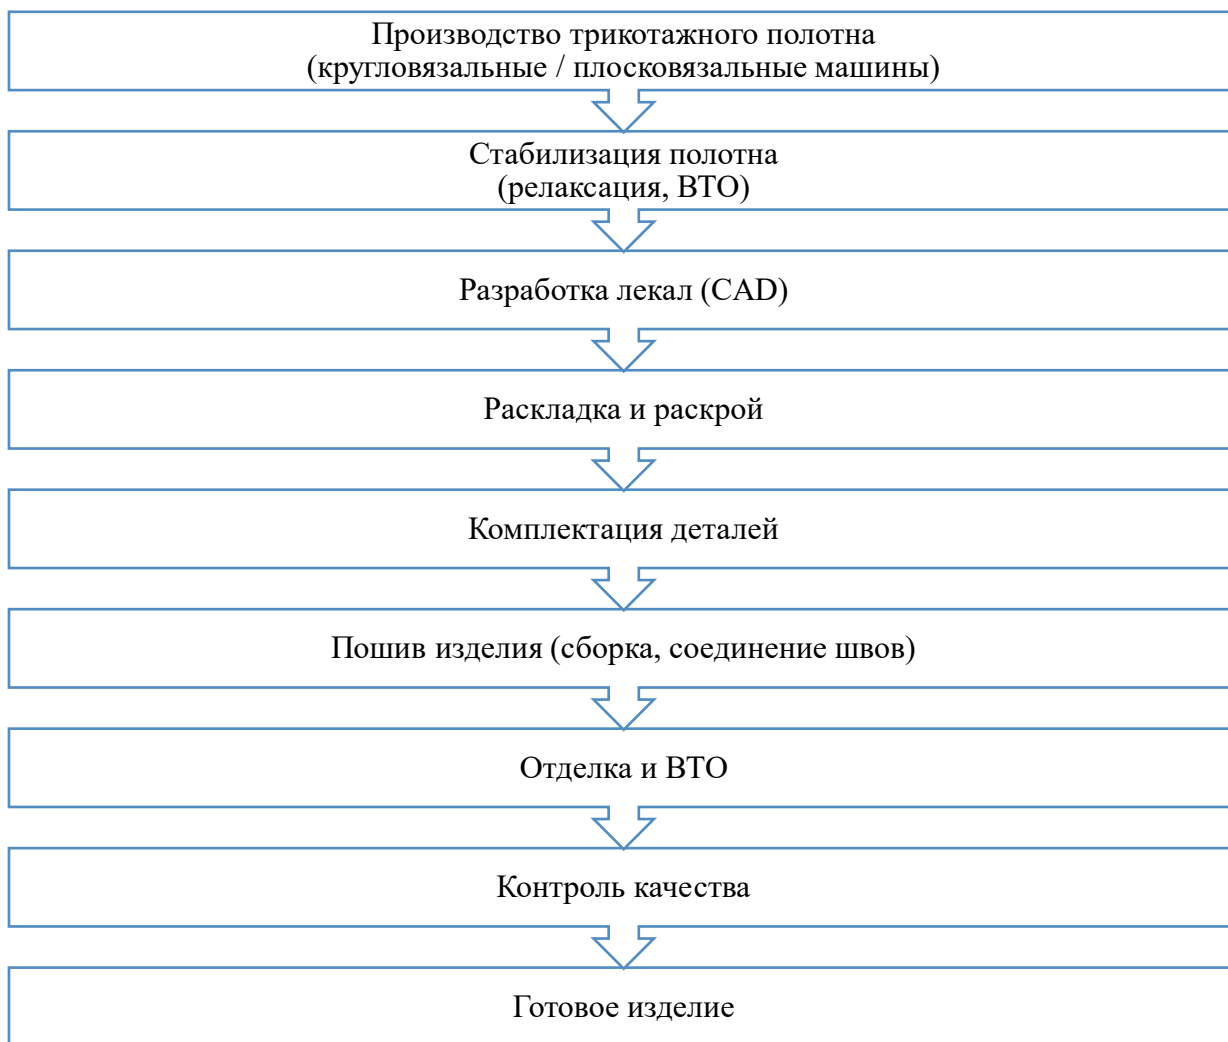 Производство трикотажного полотна
(кругловязальные / плосковязальные машины)
Стабилизация полотна
(релаксация, ВТО)
Разработка лекал (CAD)
Раскладка и раскрой
Комплектация деталей
Пошив изделия (сборка, соединение швов)
Отделка и ВТО
Контроль качества
Готовое изделие